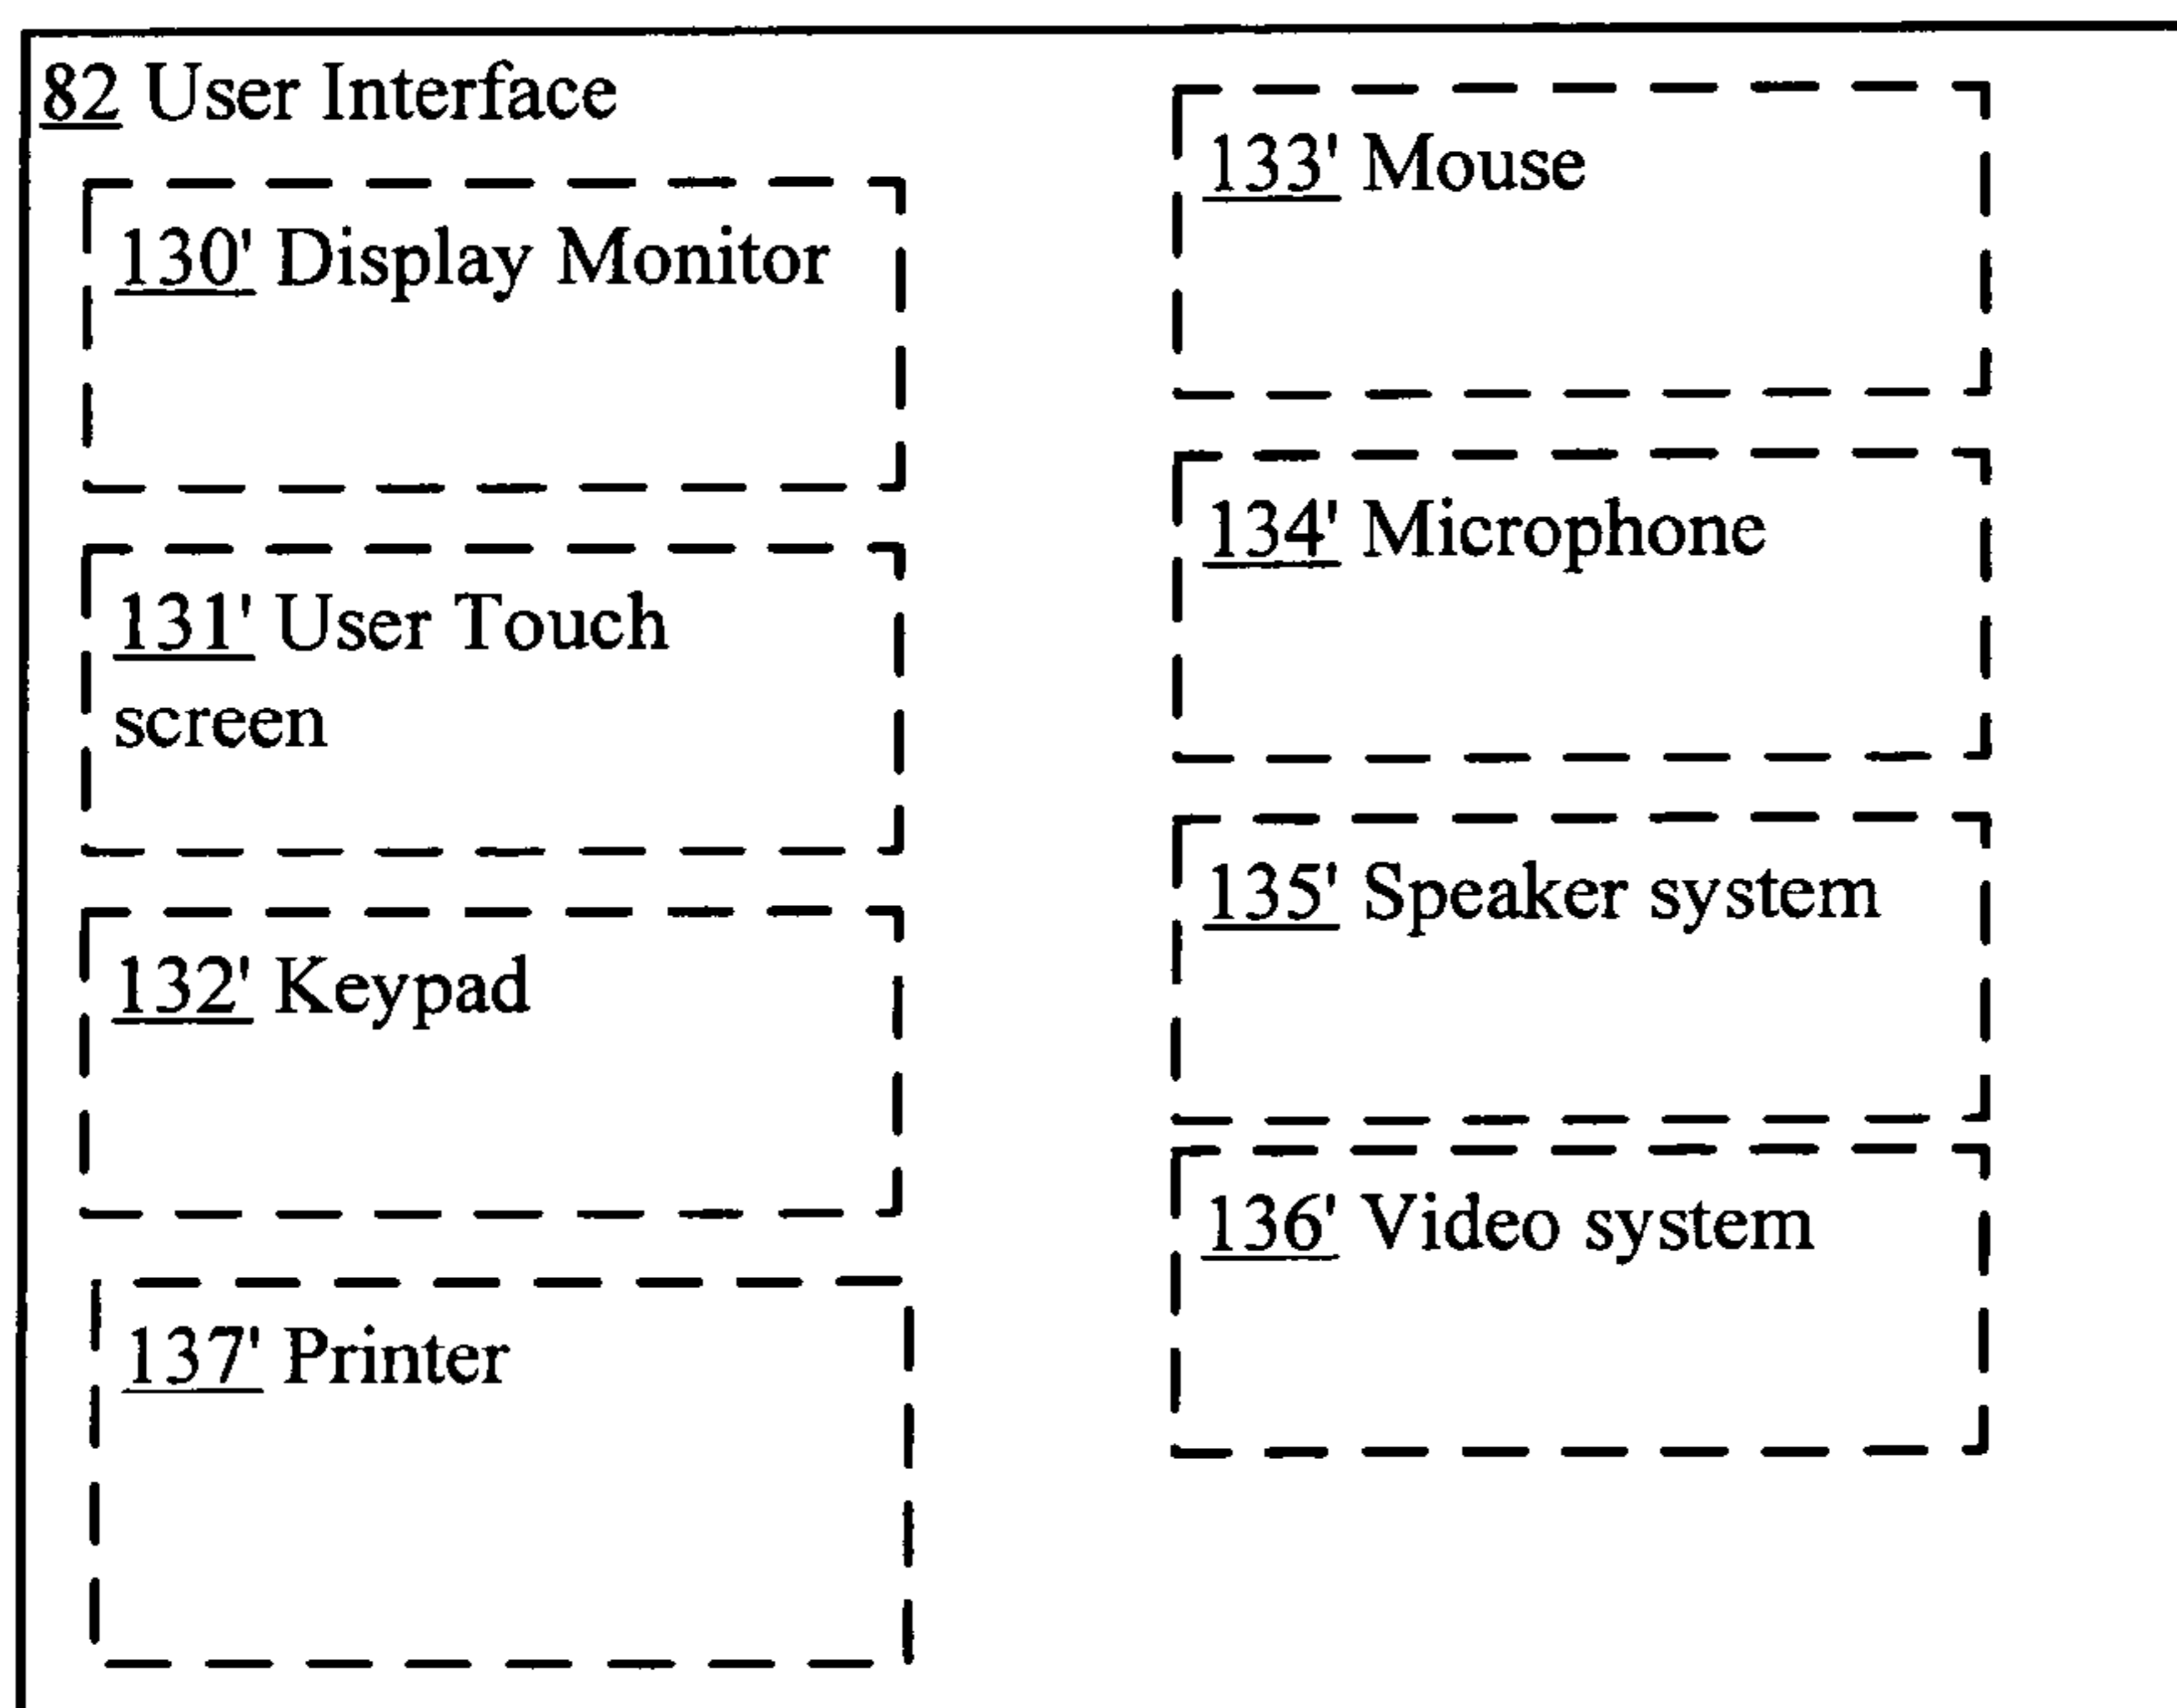 82 User Interface
130' Display Monitor
131' User Touch
screen
132' Keypad
137' Printer
133' Mouse
134' Microphone
135' Speaker system
136' Video system